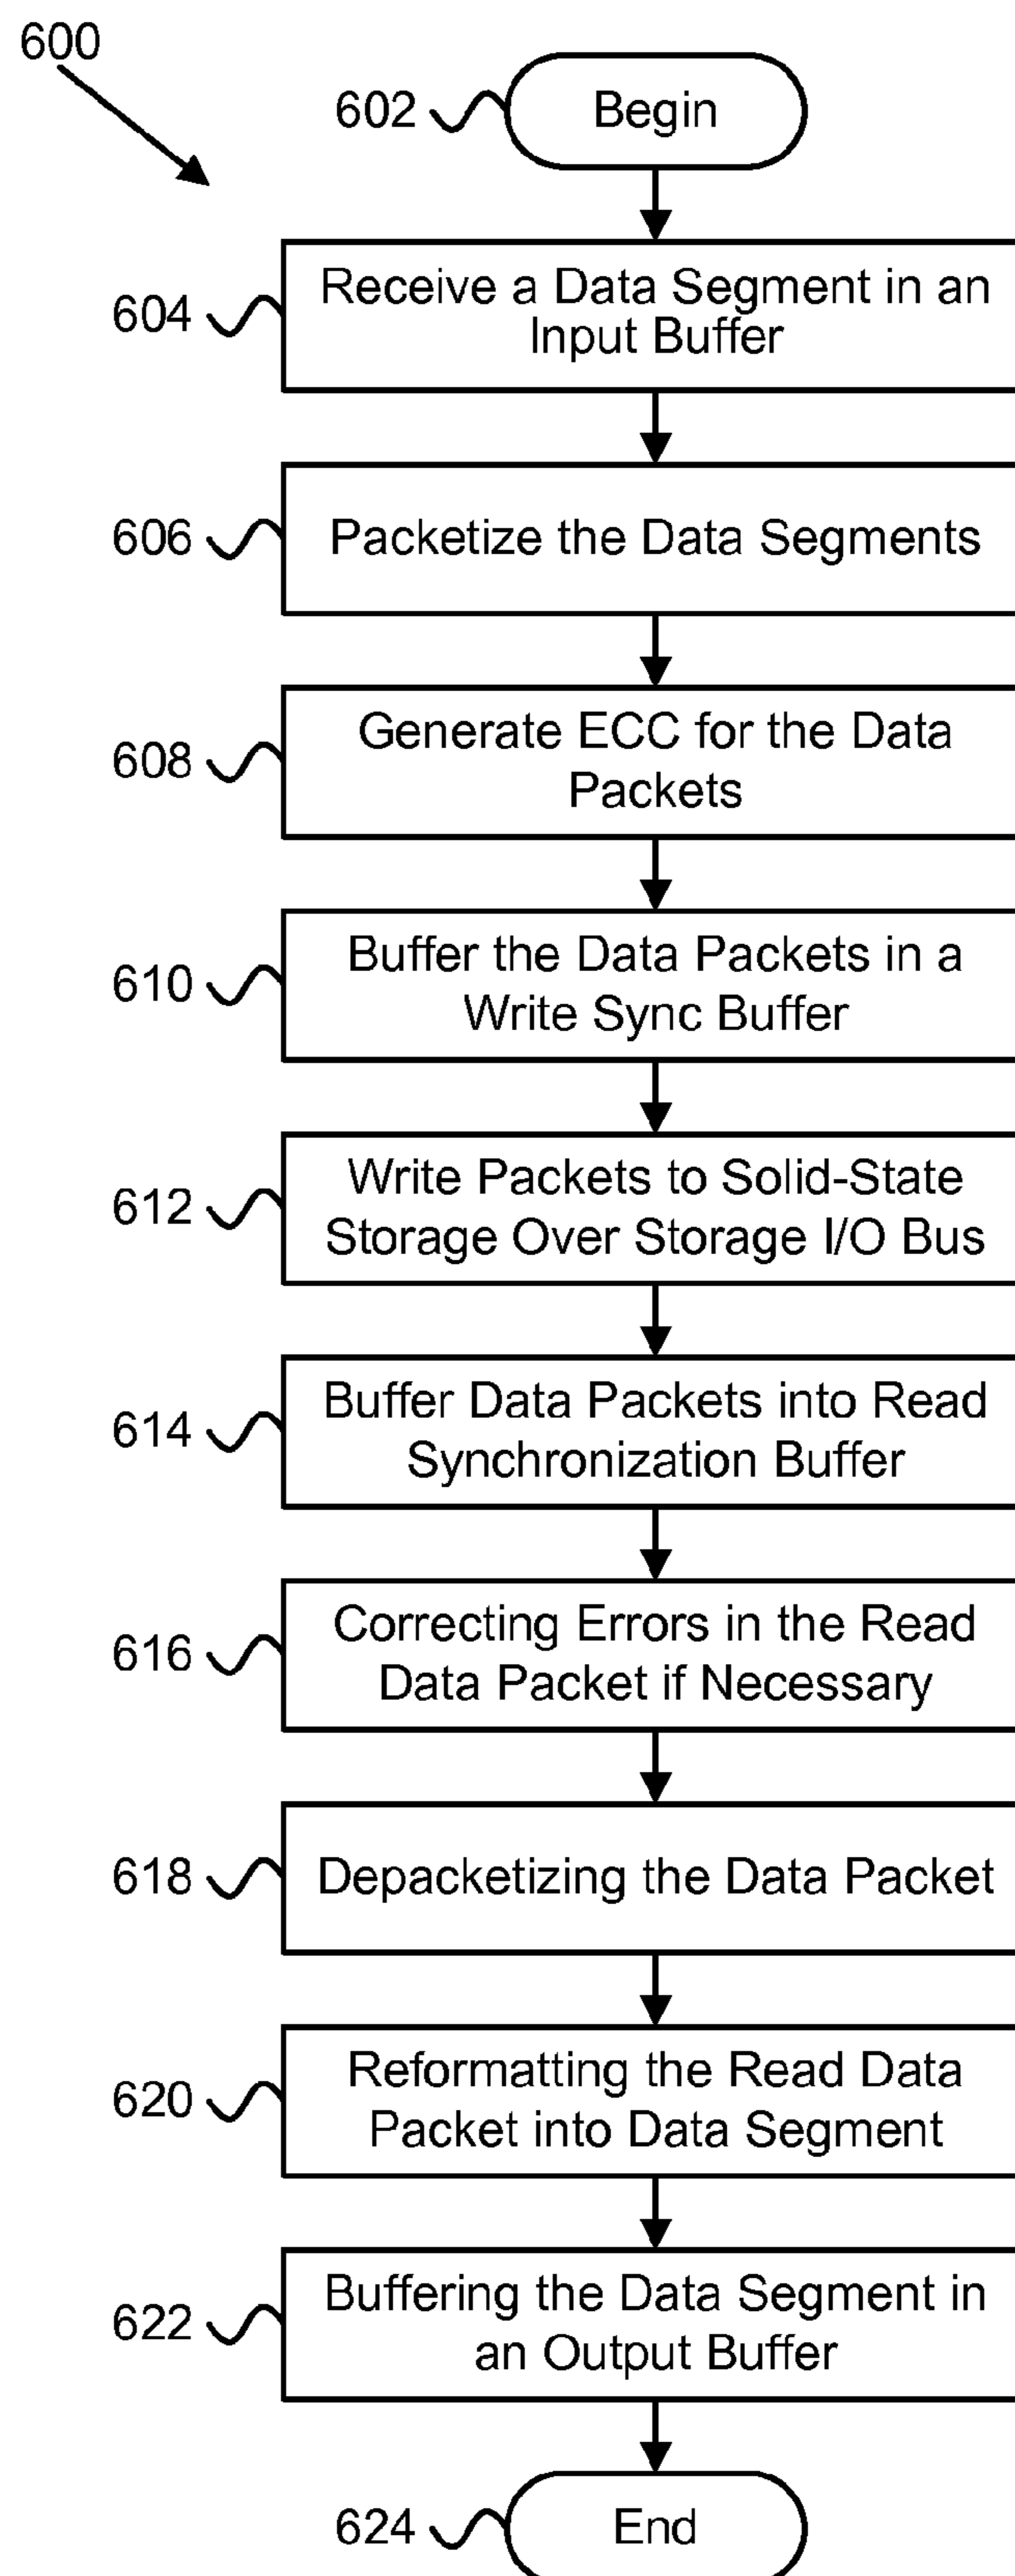 600
602
Begin
604
Receive a Data Segment in an
Input Buffer
606
Packetize the Data Segments
608
Generate ECC for the Data
Packets
610
Buffer the Data Packets in a
Write Sync Buffer
612
Write Packets to Solid-State
Storage Over Storage I/O Bus
614
Buffer Data Packets into Read
Synchronization Buffer
616
Correcting Errors in the Read
Data Packet if Necessary
618
Depacketizing the Data Packet
620
Reformatting the Read Data
Packet into Data Segment
622
Buffering the Data Segment in
an Output Buffer
624
End